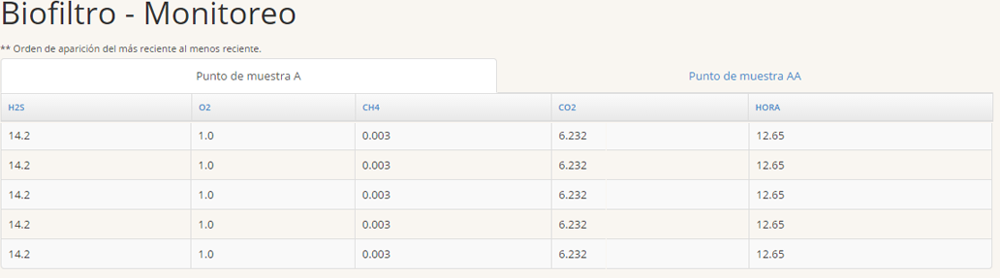 Biofiltro - Monitoreo
** Orden de aparición del más reciente al menos reciente.
Punto de muestra A Punto de muestra AA
H2S O2 CH4 CO2 HORA
14.2 1.0 0.003 6.232 12.65
14.2 1.0 0.003 6.232 12.65
14.2 1.0 0.003 6.232 12.65
14.2 1.0 0.003 6.232 12.65
14.2 1.0 0.003 6.232 12.65